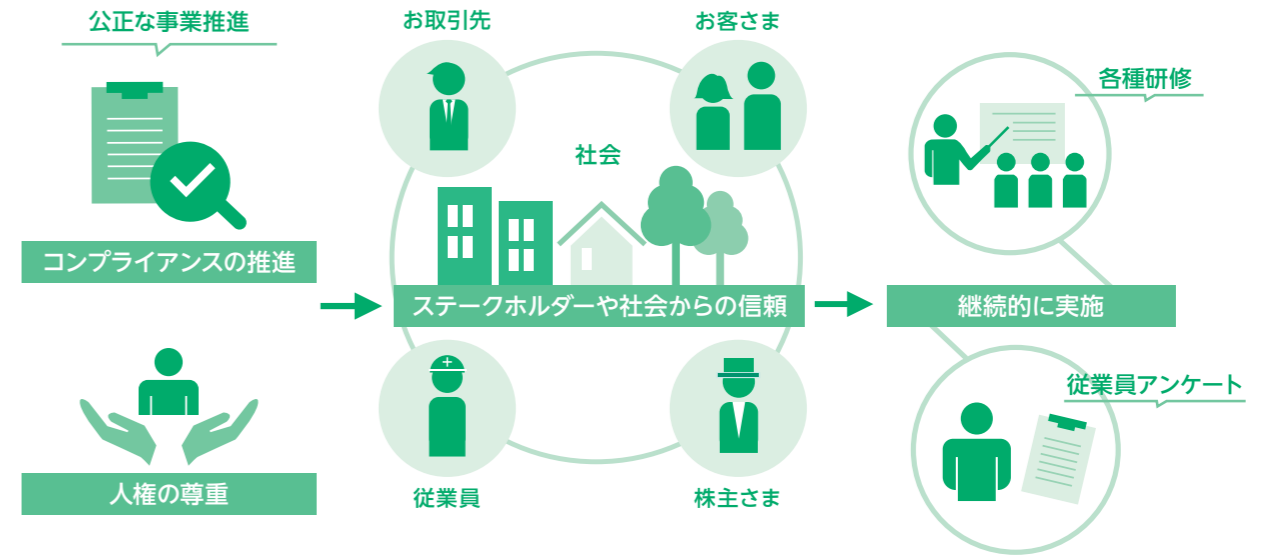 公正な事業推進
コンプライアンスの推進
人権の尊重
お取引先
お客さま
社会
ステークホルダーや社会からの信頼
従業員
株主さま
各種研修
継続的に実施
従業員アンケート